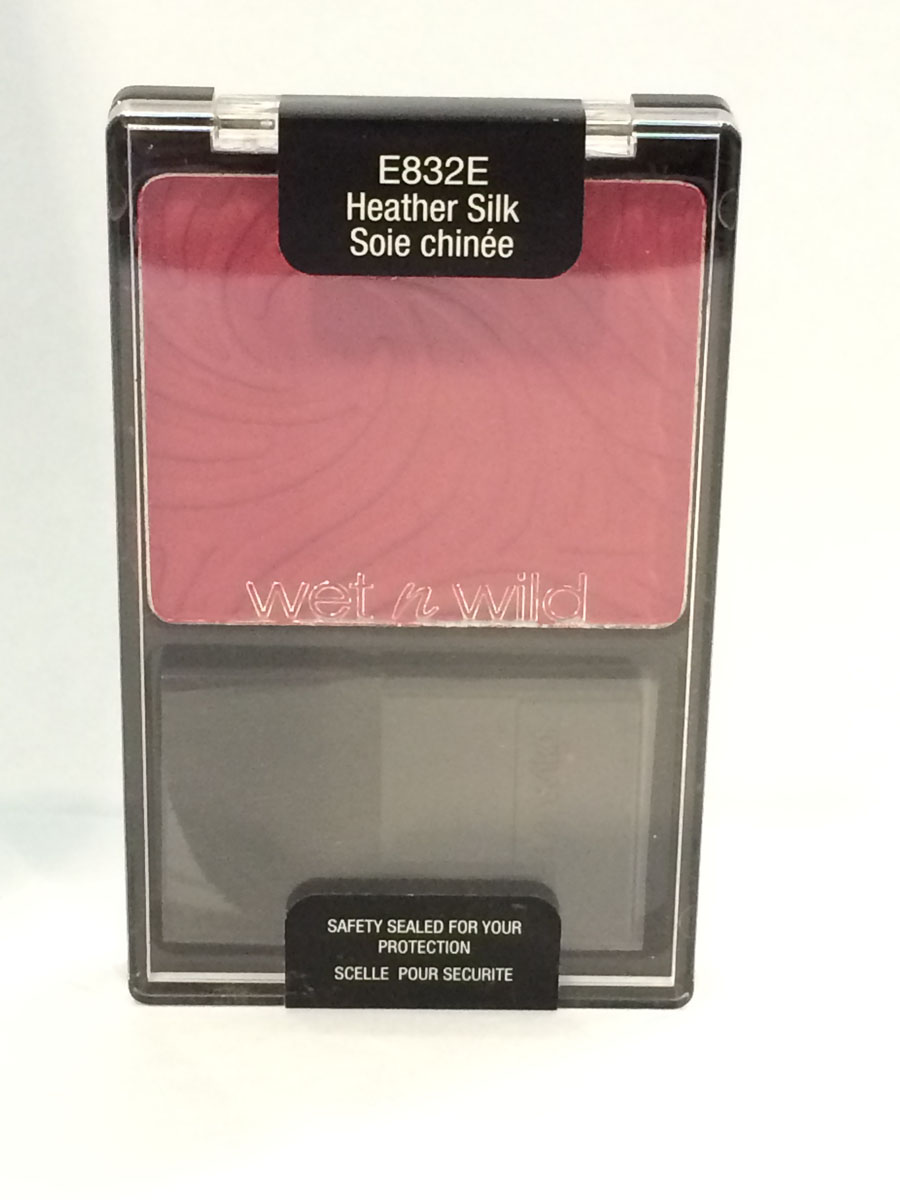 E832E
Heather Silk
Soie chinée
wet n wild
SAFETY SEALED FOR YOUR
PROTECTION
SCELLE POUR SECURITE